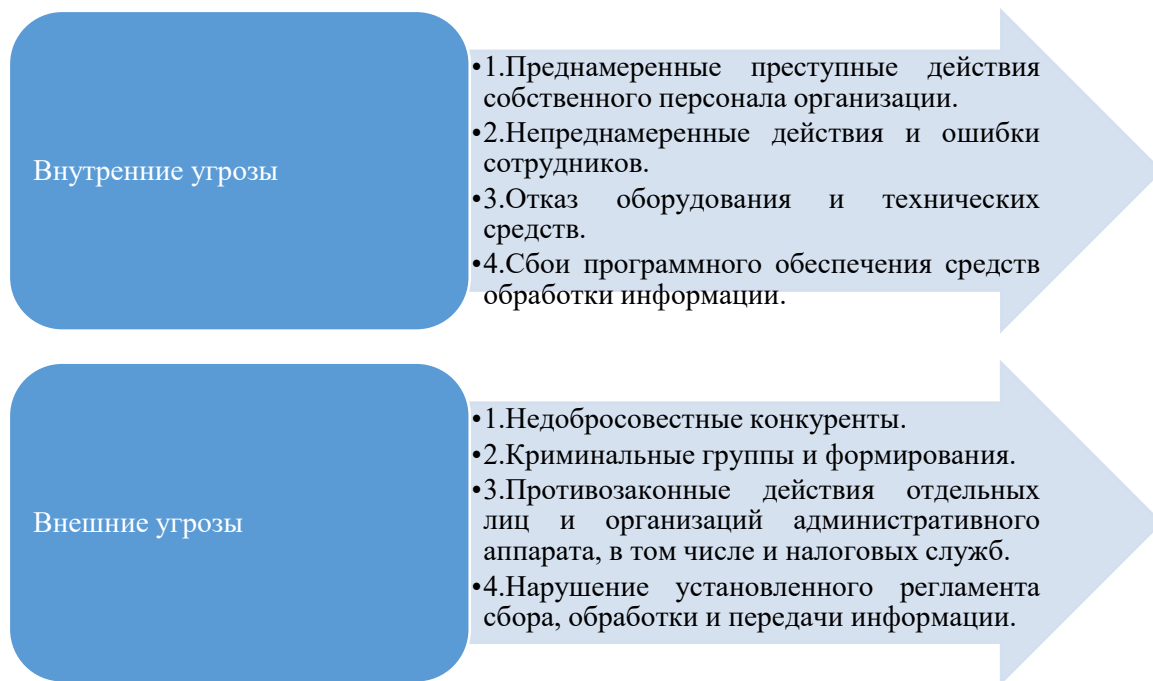 Внутренние угрозы
•1.Преднамеренные преступные действия
собственного персонала организации.
•2.Непреднамеренные действия и ошибки
сотрудников.
•3.Отказ оборудования и технических
средств.
•4.Сбои программного обеспечения средств
обработки информации.
Внешние угрозы
•1.Недобросовестные конкуренты.
•2.Криминальные группы и формирования.
•3.Противозаконные действия отдельных
лиц и организаций административного
аппарата, в том числе и налоговых служб.
•4.Нарушение установленного регламента
сбора, обработки и передачи информации.